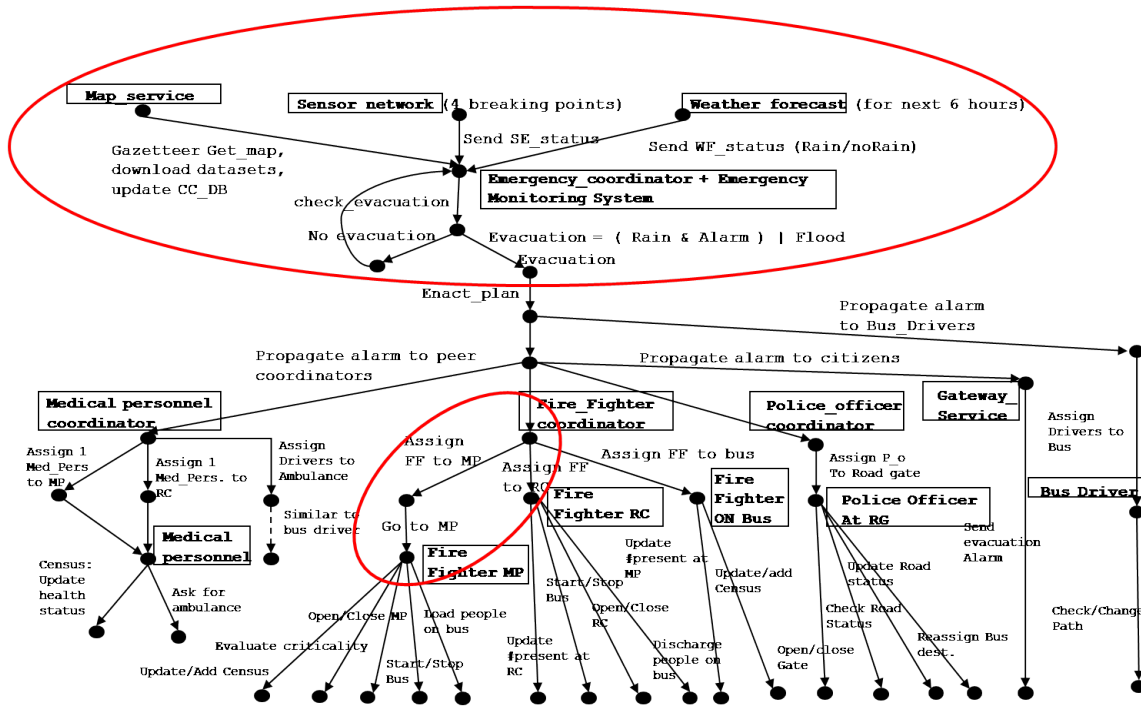 Map_service
Sensor network (4 breaking points)
Weather forecast (for next 6 hours)
Send SE_status
Send WF_status (Rain/noRain)
Gazetteer Get_map,
download datasets,
update CC_DB
Emergency_coordinator + Emergency
Monitoring System
check_evacuation
No evacuation
Evacuation = ( Rain & Alarm ) | Flood
Evacuation
Enact_plan
Propagate alarm
to Bus_Drivers
Propagate alarm to peer
coordinators
Propagate alarm to citizens
Medical personnel
coordinator
Fire_Fighter
coordinator
Police_officer
coordinator
Gateway_
Service
Assign
Drivers to
Bus
Assign 1
Med_Pers
to MP
Assign 1
Med_Pers. to
RC
Assign
Drivers to
Ambulance
Assign
FF to MP
Assign FF
to RC
Assign FF to bus
Assign P_o
To Road gate
Fire
Fighter RC
Fire
Fighter
ON Bus
Police Officer
At RG
Bus Driver
Similar to
bus driver
Go to MP
Medical
personnel
Fire
Fighter MP
Census:
Update
health
status
Ask for
ambulance
Open/Close MP
Load people
on bus
Evaluate criticality
Update/Add Census
Start/Stop
Bus
Update
#present at
RC
Start/Stop
Bus
Open/Close
RC
Update
#present at
MP
Discharge
people on
bus
Update/add
Census
Open/close
Gate
Check Road
Status
Update Road
status
Reassign Bus
dest.
Send
evacuation
Alarm
Check/Change
Path